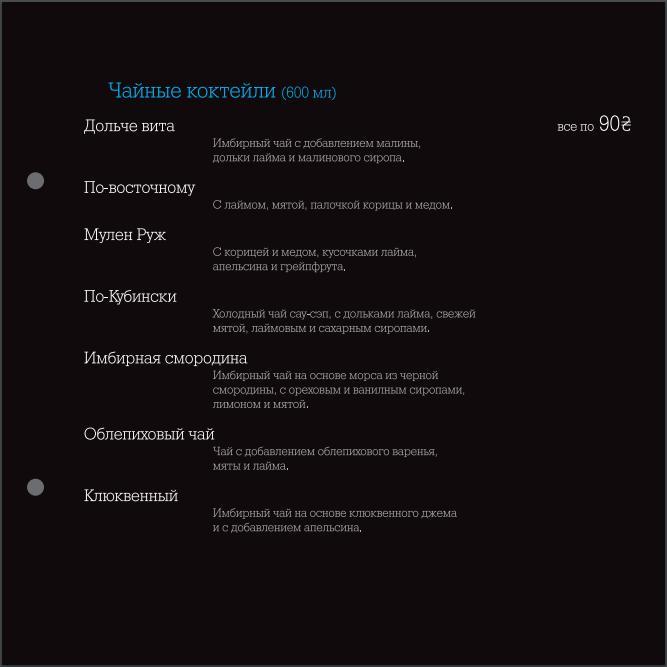 Чайные коктейли (600 мл)
Дольче вита
все по 90₴
Имбирный чай с добавлением малины,
дольки лайма и малинового сиропа.
По-восточному
С лаймом, мятой, палочкой корицы и медом.
Мулен Руж
С корицей и медом, кусочками лайма,
апельсина и грейпфрута.
По-Кубински
Холодный чай сау-сэп, с дольками лайма, свежей
мятой, лаймовым и сахарным сиропами.
Имбирная смородина
Имбирный чай на основе морса из черной
смородины, с ореховым и ванилным сиропами,
лимоном и мятой.
Облепиховый чай
Чай с добавлением облепихового варенья,
мяты и лайма.
Клюквенный
Имбирный чай на основе клюквенного джема
и с добавлением апельсина.